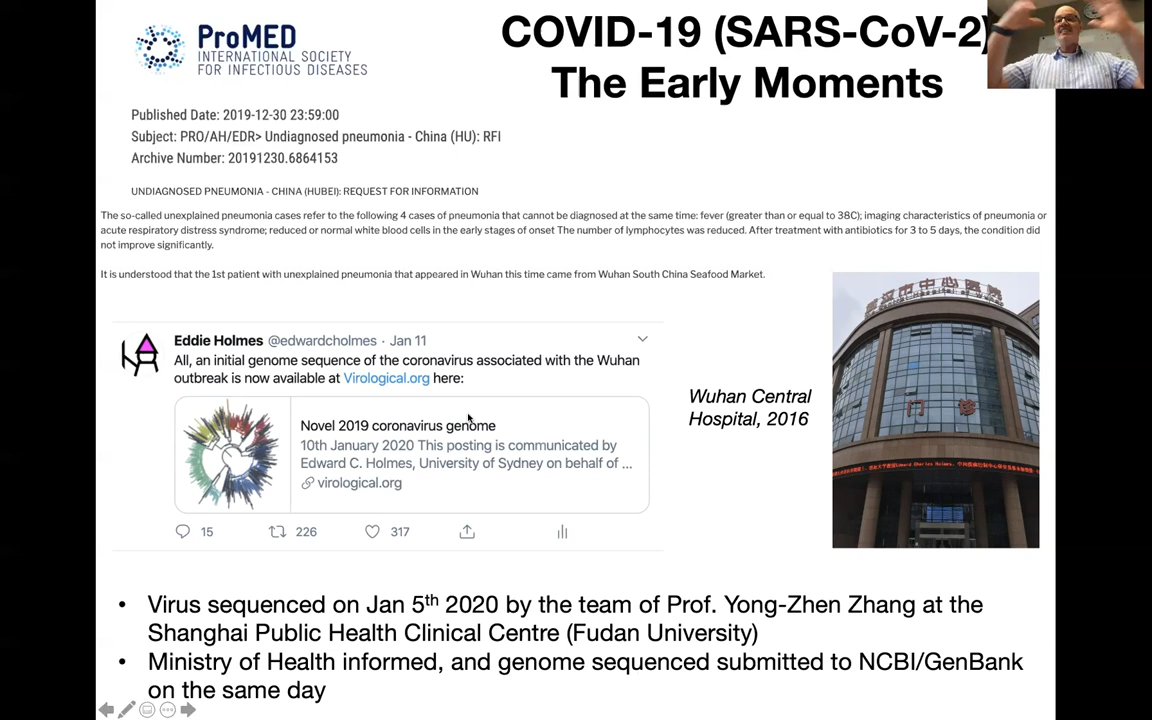 COVID-19 (SARS-CoV-2)
The Early Moments
ProMED
INTERNATIONAL SOCIETY
FOR INFECTIOUS DISEASES
Published Date: 2019-12-30 23:59:00
Subject: PRO/AH/EDR> Undiagnosed pneumonia - China (HU): RFI
Archive Number: 20191230.6864153
UNDIAGNOSED PNEUMONIA - CHINA (HUBEI): REQUEST FOR INFORMATION
The so-called unexplained pneumonia cases refer to the following 4 cases of pneumonia that cannot be diagnosed at the same time: fever (greater than or equal to 38C); imaging characteristics of pneumonia or
acute respiratory distress syndrome; reduced or normal white blood cells in the early stages of onset The number of lymphocytes was reduced. After treatment with antibiotics for 3 to 5 days, the condition did
not improve significantly.
It is understood that the 1st patient with unexplained pneumonia that appeared in Wuhan this time came from Wuhan South China Seafood Market.
Eddie Holmes @edwardcholmes · Jan 11
All, an initial genome sequence of the coronavirus associated with the Wuhan
outbreak is now available at Virological.org here:
Novel 2019 coronavirus genome
10th January 2020 This posting is communicated by
Edward C. Holmes, University of Sydney on behalf of ...
virological.org
15 226 317
Wuhan Central
Hospital, 2016
武汉市中心医院
门诊
• Virus sequenced on Jan 5th 2020 by the team of Prof. Yong-Zhen Zhang at the
Shanghai Public Health Clinical Centre (Fudan University)
• Ministry of Health informed, and genome sequenced submitted to NCBI/GenBank
on the same day